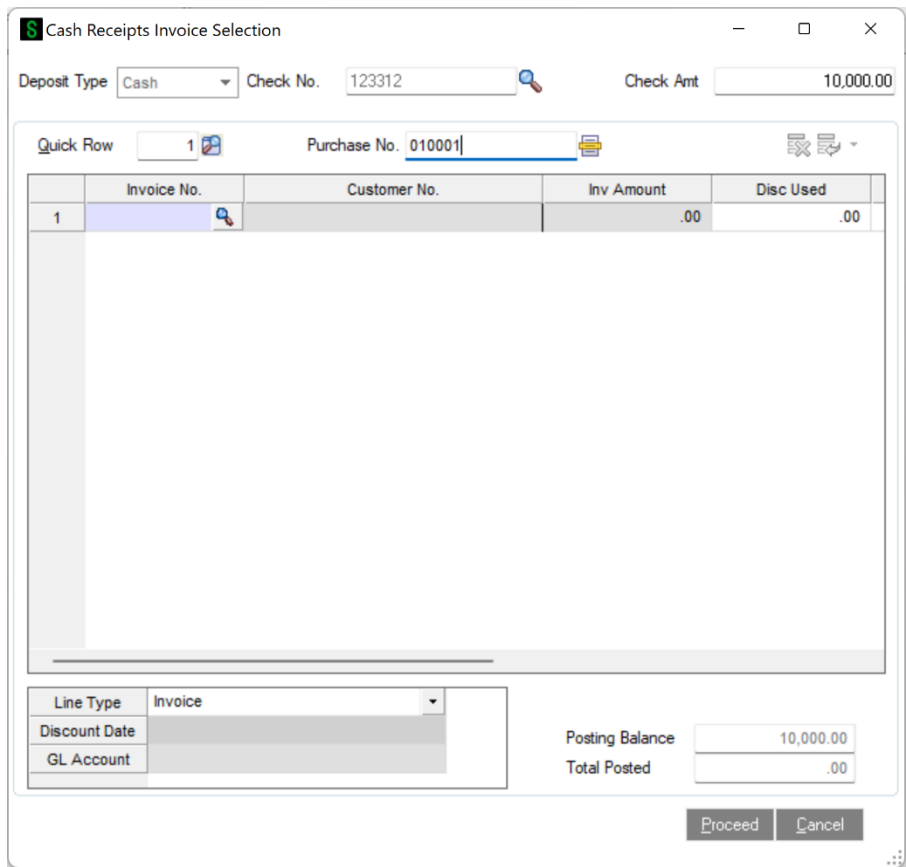 S Cash Receipts Invoice Selection
Deposit Type Cash Check No. 123312 Check Amt 10,000.00
Quick Row 1 Purchase No. 010001
Invoice No. Customer No. Inv Amount Disc Used
1 .00 .00
Line Type Invoice
Discount Date
GL Account
Posting Balance 10,000.00
Total Posted .00
Proceed Cancel